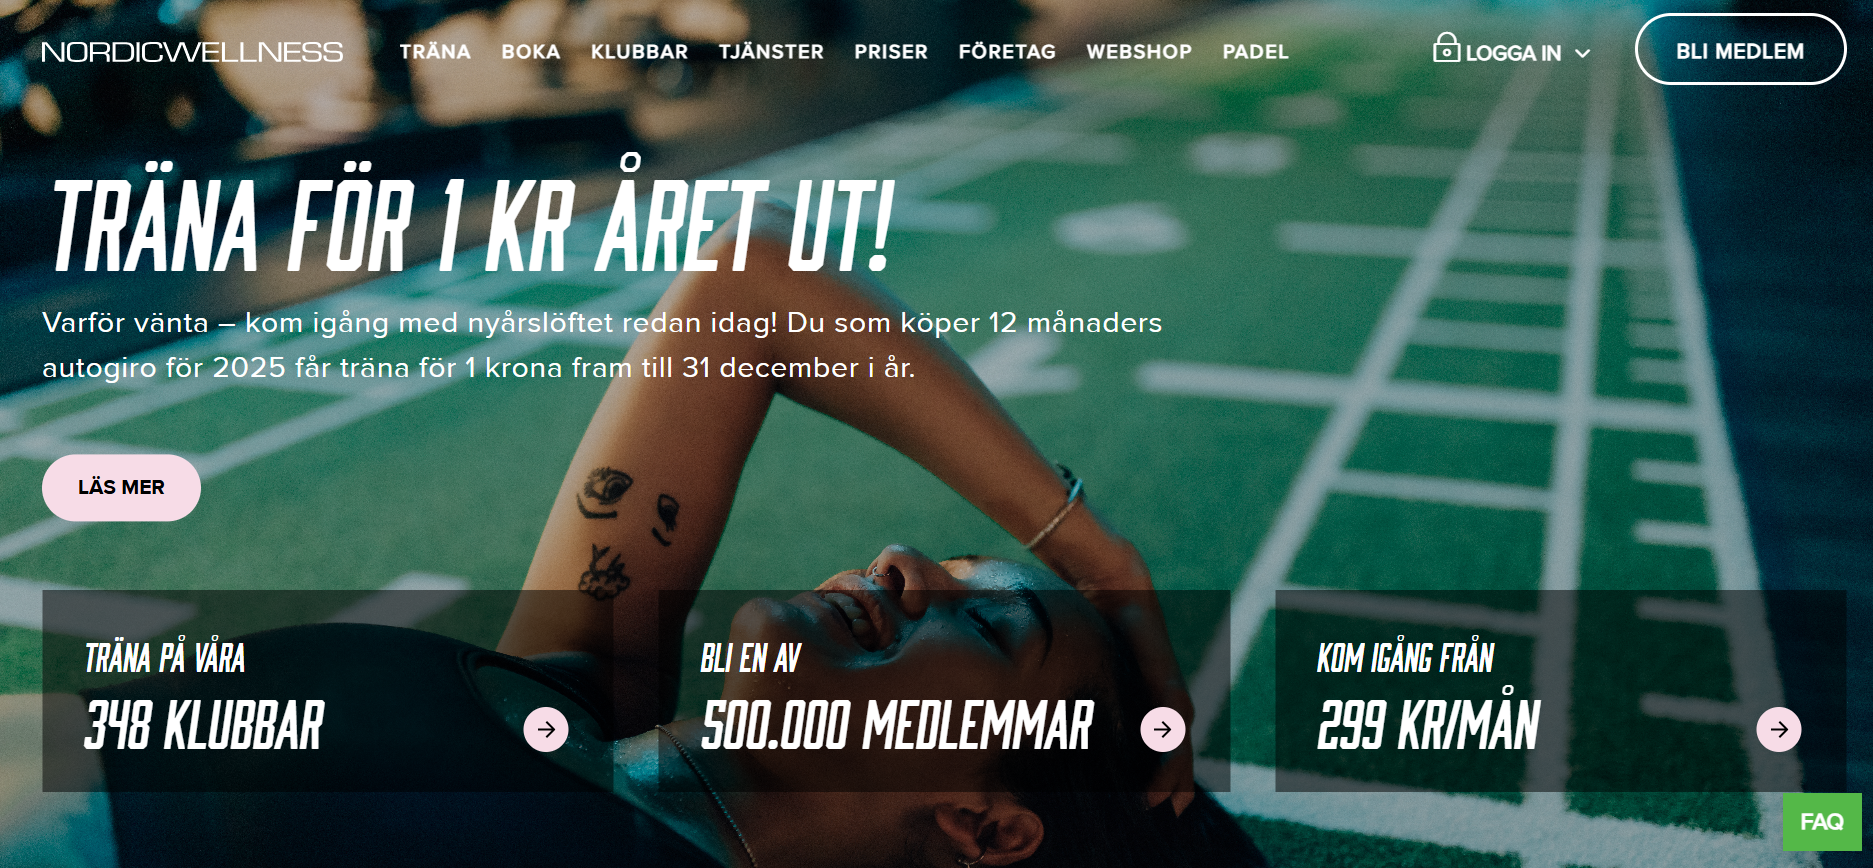 NORDICWELLNESS
TRÄNA BOKA KLUBBAR TJÄNSTER PRISER FÖRETAG WEBSHOP PADEL
LOGGA IN
BLI MEDLEM
TRÄNA FÖR 1 KR ÅRET UT!
Varför vänta – kom igång med nyårslöftet redan idag! Du som köper 12 månaders
autogiro för 2025 får träna för 1 krona fram till 31 december i år.
LÄS MER
TRÄNA PÅ VÅRA
348 KLUBBAR
BLI EN AV
500.000 MEDLEMMAR
KOM IGÅNG FRÅN
299 KR/MÅN
FAQ